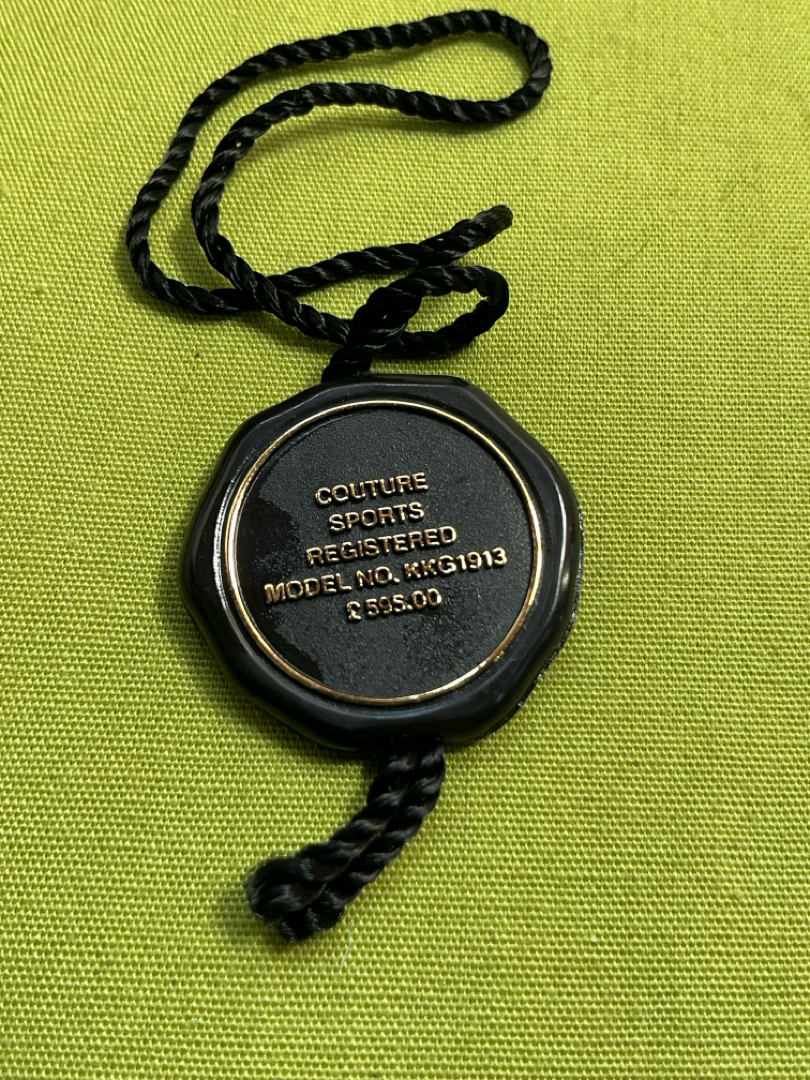 COUTURE
SPORTS
REGISTERED
MODEL NO. KKG1913
£595.00